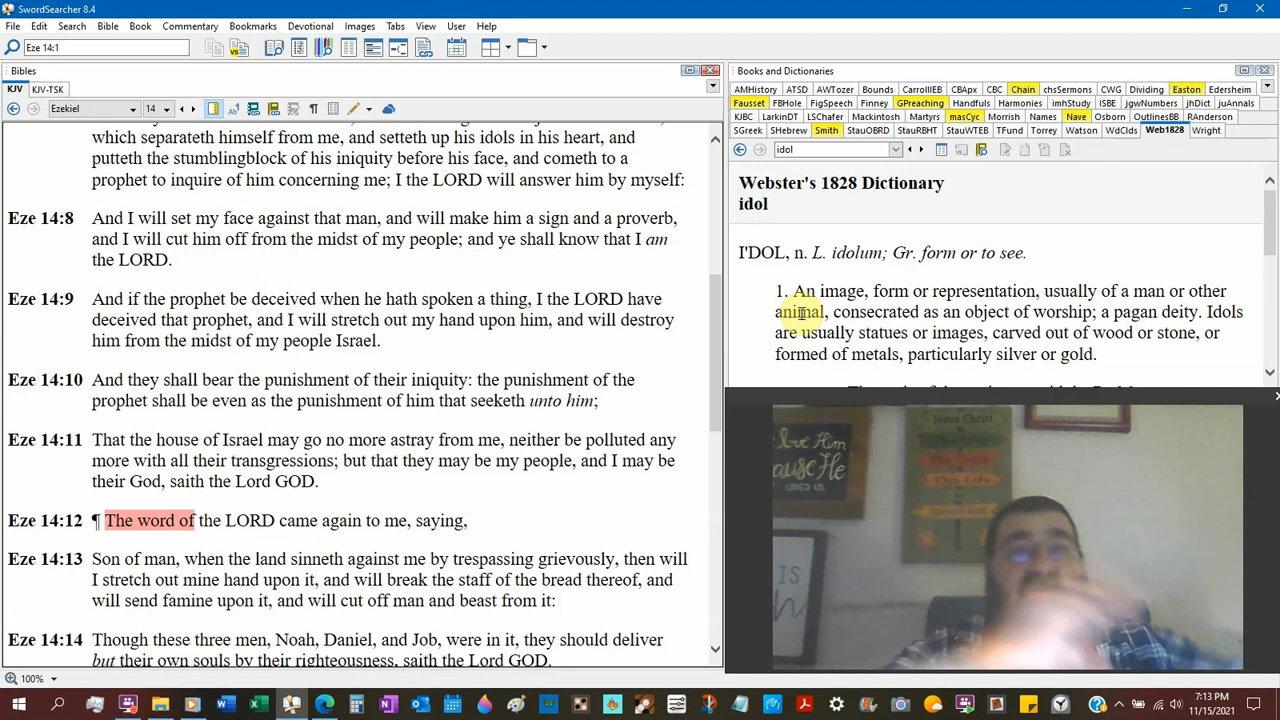 SwordSearcher 8.4
File Edit Search Bible Book Commentary Bookmarks Devotional Images Tabs View User Help
Eze 14:1
Bibles
KJV KJV-TSK
Ezekiel 14
which separateth himself from me, and setteth up his idols in his heart, and
putteth the stumblingblock of his iniquity before his face, and cometh to a
prophet to inquire of him concerning me; I the LORD will answer him by myself:
Eze 14:8 And I will set my face against that man, and will make him a sign and a proverb,
and I will cut him off from the midst of my people; and ye shall know that I am
the LORD.
Eze 14:9 And if the prophet be deceived when he hath spoken a thing, I the LORD have
deceived that prophet, and I will stretch out my hand upon him, and will destroy
him from the midst of my people Israel.
Eze 14:10 And they shall bear the punishment of their iniquity: the punishment of the
prophet shall be even as the punishment of him that seeketh unto him;
Eze 14:11 That the house of Israel may go no more astray from me, neither be polluted any
more with all their transgressions; but that they may be my people, and I may be
their God, saith the Lord GOD.
Eze 14:12 ¶ The word of the LORD came again to me, saying,
Eze 14:13 Son of man, when the land sinneth against me by trespassing grievously, then will
I stretch out mine hand upon it, and will break the staff of the bread thereof, and
will send famine upon it, and will cut off man and beast from it:
Eze 14:14 Though these three men, Noah, Daniel, and Job, were in it, they should deliver
but their own souls by their righteousness, saith the Lord GOD.
100%
Books and Dictionaries
AMHistory ATSD AWTozer Bounds CarrollIEB CBApx CBC Chain chsSermons CWG Dividing Easton Edersheim
Fausset FBHole FigSpeech Finney GPreaching Handfuls Harmonies imhStudy ISBE jgwNumbers jhDict juAnnals
KJBC LarkinDT LSChafer Mackintosh Martyrs masCyc Morrish Names Nave Osborn OutlinesBB RAnderson
SGreek SHebrew Smith StauOBRD StauRBHT StauWTEB TFund Torrey Watson WdClds Web1828 Wright
idol
Webster's 1828 Dictionary
idol
I'DOL, n. L. idolum; Gr. form or to see.
1. An image, form or representation, usually of a man or other
animal, consecrated as an object of worship; a pagan deity. Idols
are usually statues or images, carved out of wood or stone, or
formed of metals, particularly silver or gold.
Jesus Christ
The Life
love Him
cause He
IS
7:13 PM
11/15/2021